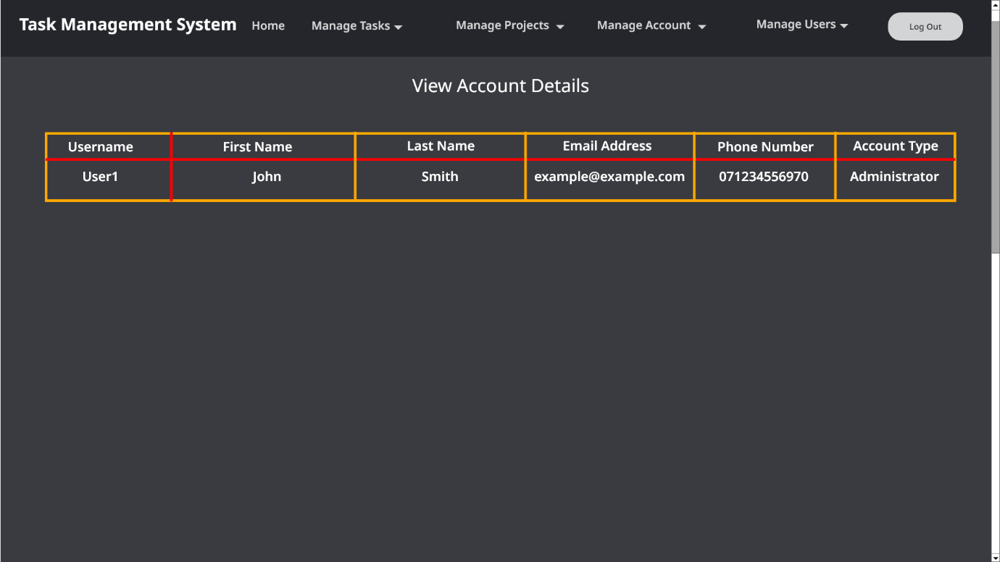 Task Management System Home Manage Tasks Manage Projects Manage Account Manage Users Log Out
View Account Details
Username First Name Last Name Email Address Phone Number Account Type
User1 John Smith example@example.com 071234556970 Administrator